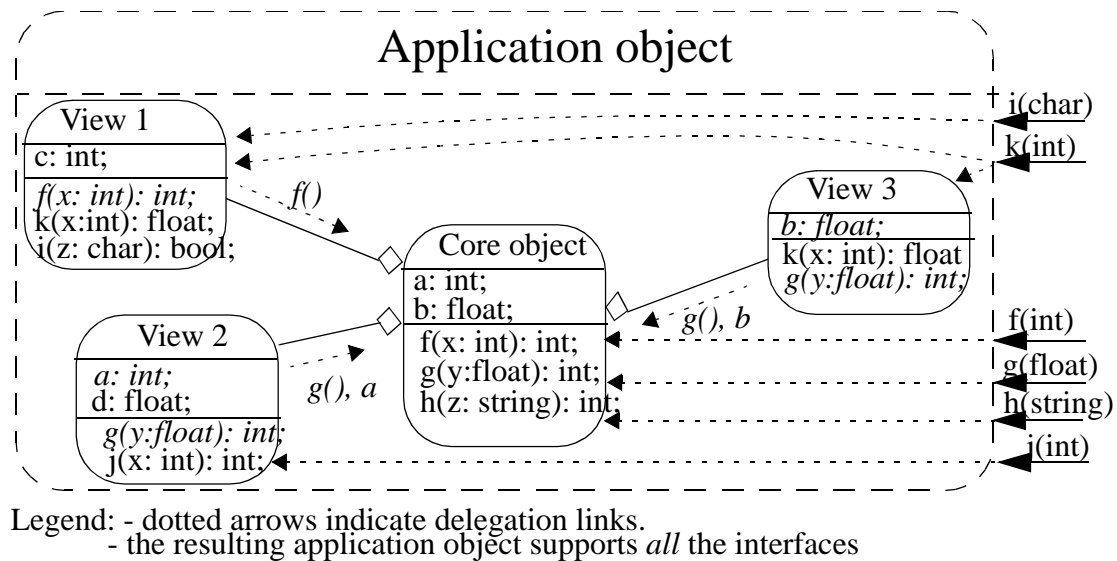 Application object
View 1
c: int;
f(x: int): int;
k(x:int): float;
i(z: char): bool;
f()
i(char)
k(int)
View 3
b: float;
k(x: int): float
g(y:float): int;
g(), b
Core object
a: int;
b: float;
f(x: int): int;
g(y:float): int;
h(z: string): int;
View 2
a: int;
d: float;
g(y:float): int;
j(x: int): int;
g(), a
f(int)
g(float)
h(string)
j(int)
Legend: - dotted arrows indicate delegation links.
- the resulting application object supports all the interfaces